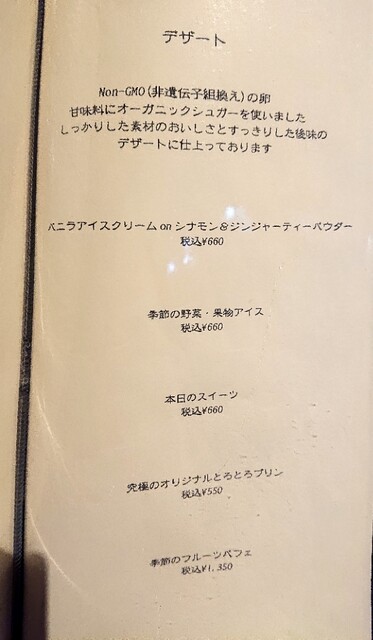 デザート
Non-GMO(非遺伝子組換え)の卵
甘味料にオーガニックシュガーを使いました
しっかりした素材のおいしさとすっきりした後味の
デザートに仕上っております
バニラアイスクリーム on シナモン&ジンジャーティーパウダー
税込¥660
季節の野菜・果物アイス
税込¥660
本日のスイーツ
税込¥660
究極のオリジナルとろとろプリン
税込¥550
季節のフルーツパフェ
税込¥1,350